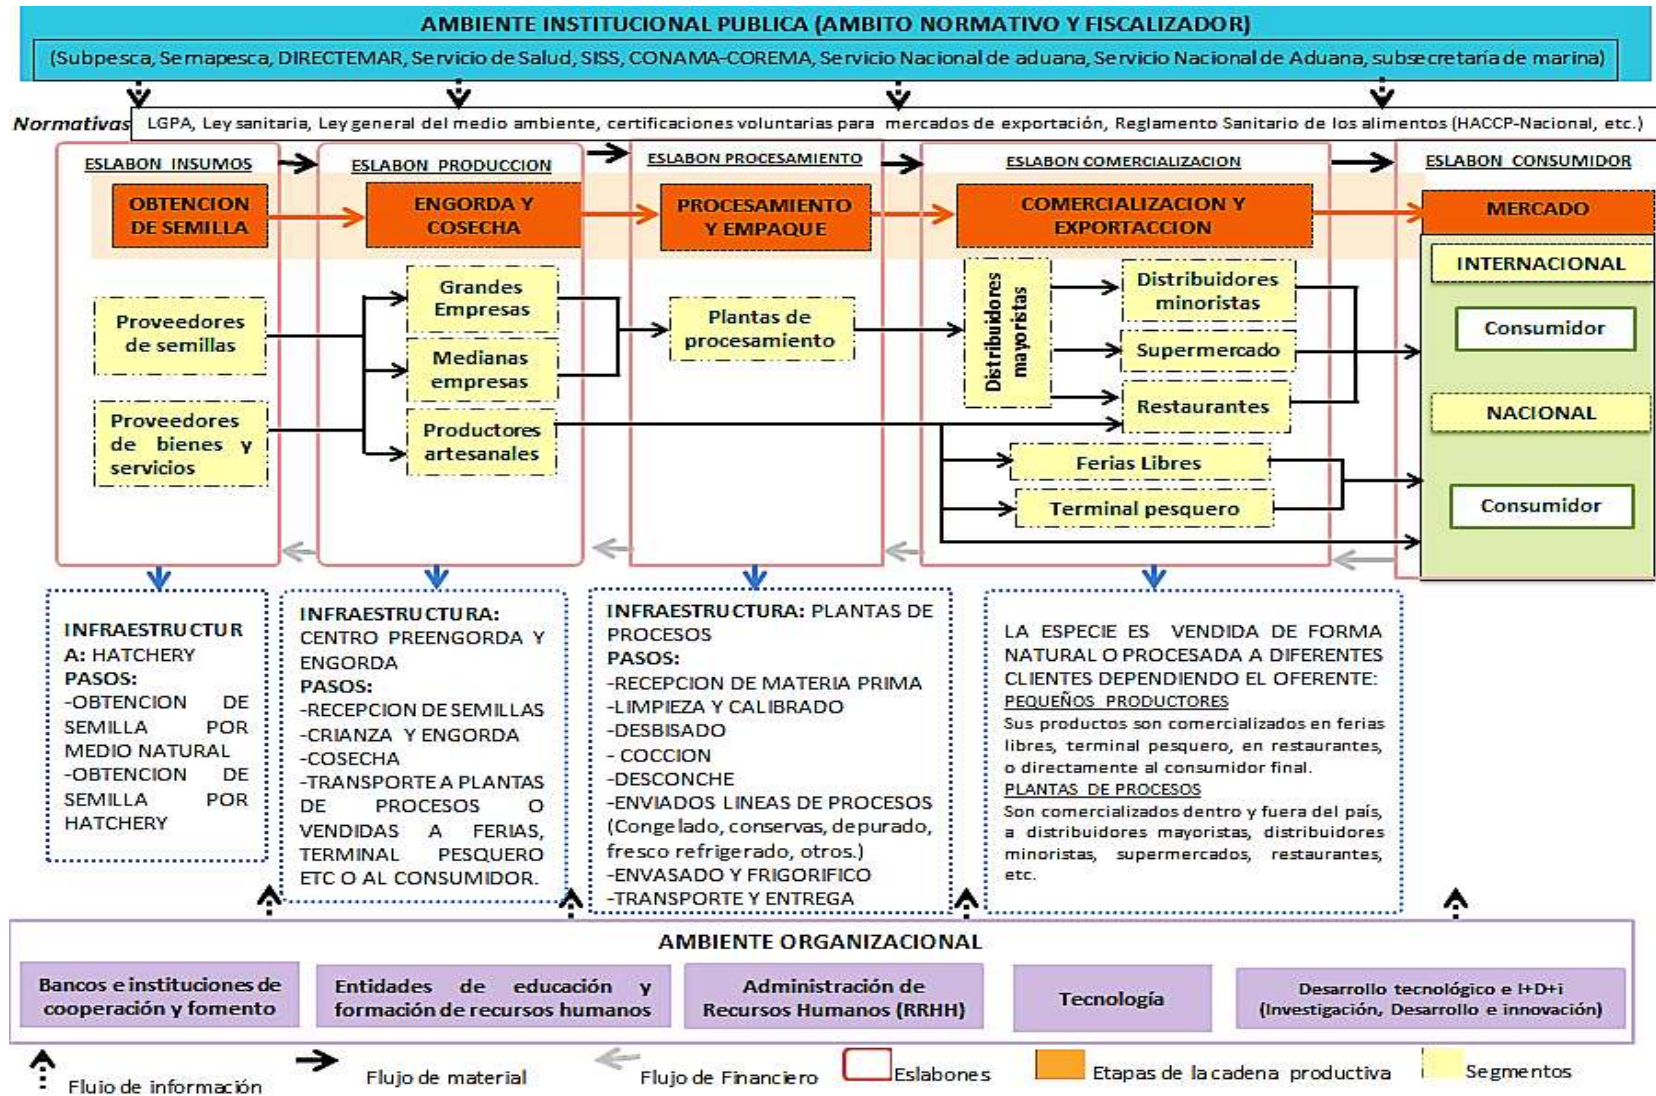 AMBIENTE INSTITUCIONAL PUBLICA (AMBITO NORMATIVO Y FISCALIZADOR)
(Subpesca, Sernapesca, DIRECTEMAR, Servicio de Salud, SISS, CONAMA-COREMA, Servicio Nacional de aduana, Servicio Nacional de Aduana, subsecretaría de marina)
Normativas
LGPA, Ley sanitaria, Ley general del medio ambiente, certificaciones voluntarias para mercados de exportación, Reglamento Sanitario de los alimentos (HACCP-Nacional, etc.)
ESLABON INSUMOS
ESLABON PRODUCCION
ESLABON PROCESAMIENTO
ESLABON COMERCIALIZACION
ESLABON CONSUMIDOR
OBTENCION
DE SEMILLA
ENGORDA Y
COSECHA
PROCESAMIENTO
Y EMPAQUE
COMERCIALIZACION Y
EXPORTACCION
MERCADO
Proveedores
de semillas
Proveedores
de bienes y
servicios
Grandes
Empresas
Medianas
empresas
Productores
artesanales
Plantas de
procesamiento
Distribuidores
mayoristas
Distribuidores
minoristas
Supermercado
Restaurantes
Ferias Libres
Terminal pesquero
INTERNACIONAL
Consumidor
NACIONAL
Consumidor
INFRAESTRUCTUR
A: HATCHERY
PASOS:
-OBTENCION DE
SEMILLA POR
MEDIO NATURAL
-OBTENCION DE
SEMILLA POR
HATCHERY
INFRAESTRUCTURA:
CENTRO PREENGORDA Y
ENGORDA
PASOS:
-RECEPCION DE SEMILLAS
-CRIANZA Y ENGORDA
-COSECHA
-TRANSPORTE A PLANTAS
DE PROCESOS O
VENDIDAS A FERIAS,
TERMINAL PESQUERO
ETC O AL CONSUMIDOR.
INFRAESTRUCTURA: PLANTAS DE
PROCESOS
PASOS:
-RECEPCION DE MATERIA PRIMA
-LIMPIEZA Y CALIBRADO
-DESBISADO
- COCCION
-DESCONCHE
-ENVIADOS LINEAS DE PROCESOS
(Congelado, conservas, depurado,
fresco refrigerado, otros.)
-ENVASADO Y FRIGORIFICO
-TRANSPORTE Y ENTREGA
LA ESPECIE ES VENDIDA DE FORMA
NATURAL O PROCESADA A DIFERENTES
CLIENTES DEPENDIENDO EL OFERENTE:
PEQUEÑOS PRODUCTORES
Sus productos son comercializados en ferias
libres, terminal pesquero, en restaurantes,
o directamente al consumidor final.
PLANTAS DE PROCESOS
Son comercializados dentro y fuera del país,
a distribuidores mayoristas, distribuidores
minoristas, supermercados, restaurantes,
etc.
AMBIENTE ORGANIZACIONAL
Bancos e instituciones de
cooperación y fomento
Entidades de educación y
formación de recursos humanos
Administración de
Recursos Humanos (RRHH)
Tecnología
Desarrollo tecnológico e I+D+i
(Investigación, Desarrollo e innovación)
Flujo de información
Flujo de material
Flujo de Financiero
Eslabones
Etapas de la cadena productiva
Segmentos